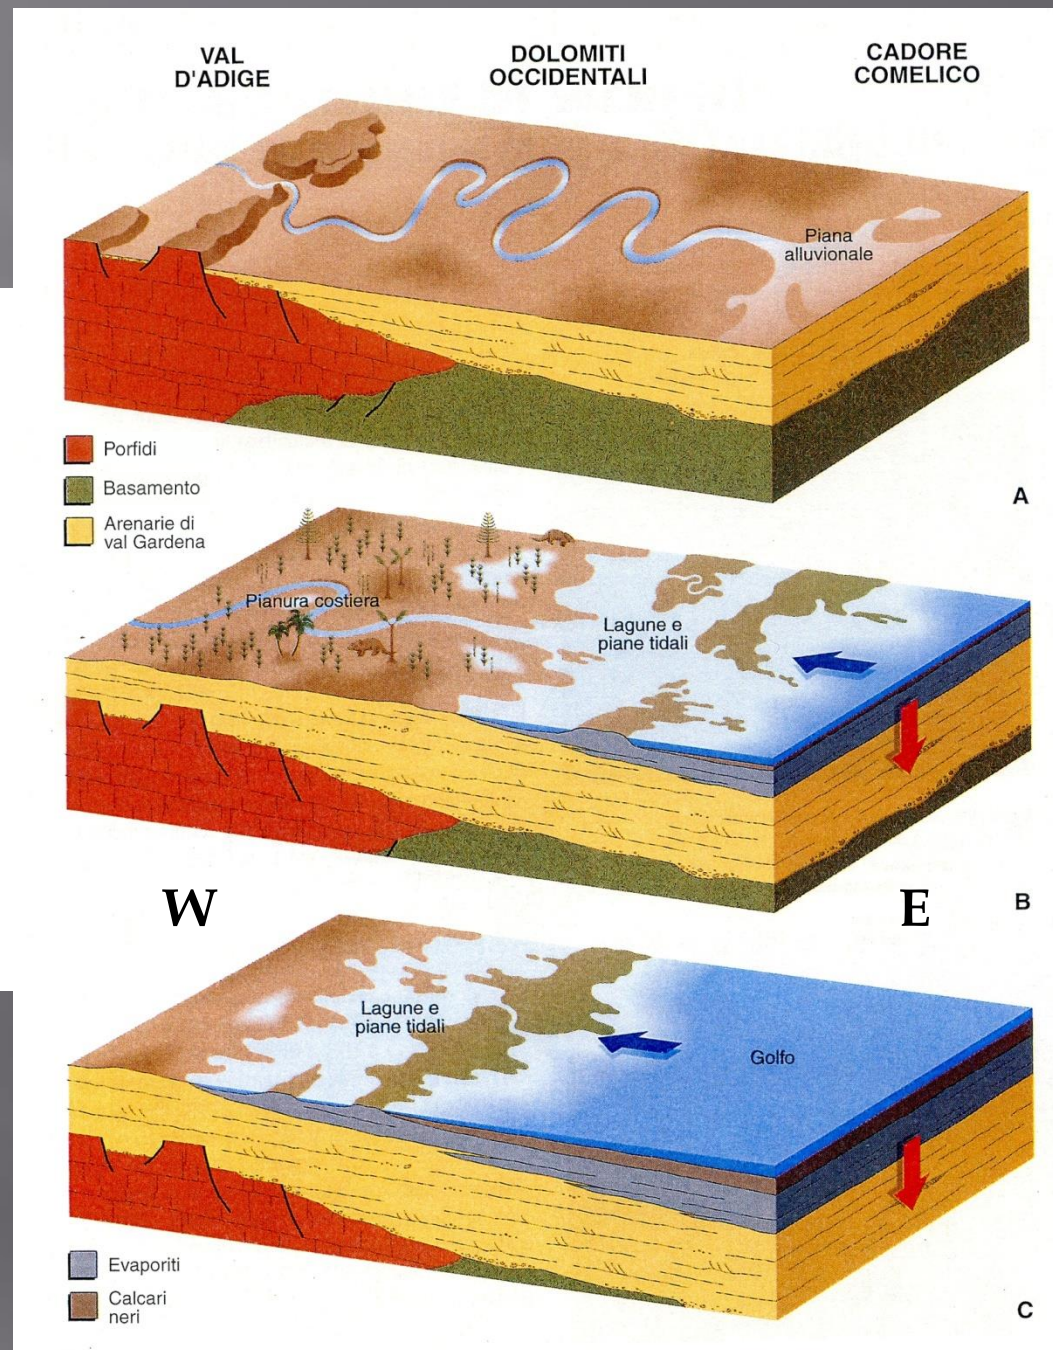 VAL
D'ADIGE
DOLOMITI
OCCIDENTALI
CADORE
COMELICO
Piana
alluvionale
Porfidi
Basamento
Arenarie di
val Gardena
A
Pianura costiera
Lagune e
piane tidali
W
E
B
Lagune e
piane tidali
Golfo
Evaporiti
Calcari
neri
C